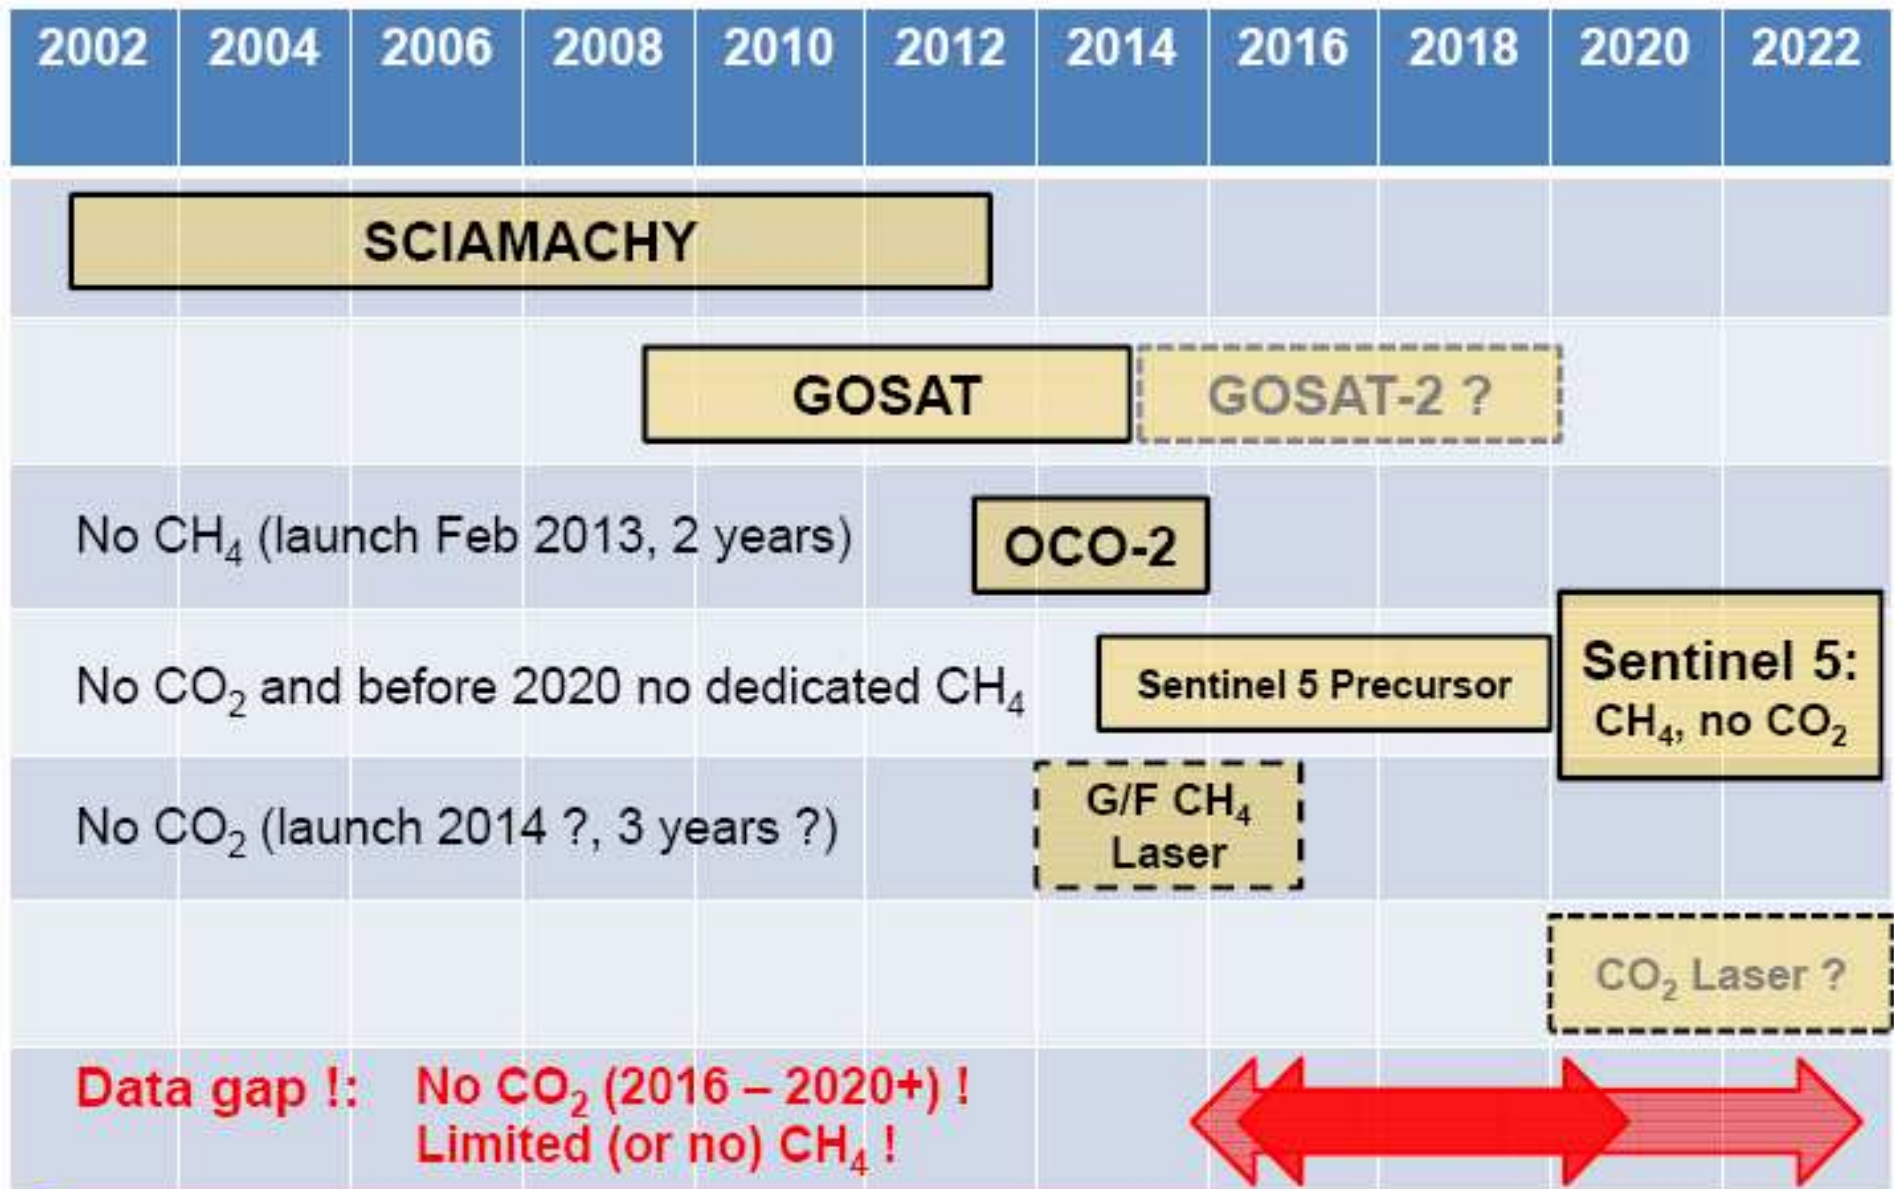 2002 2004 2006 2008 2010 2012 2014 2016 2018 2020 2022
SCIAMACHY
GOSAT
GOSAT-2 ?
No CH₄ (launch Feb 2013, 2 years)
OCO-2
No CO₂ and before 2020 no dedicated CH₄
Sentinel 5 Precursor
Sentinel 5:
CH₄, no CO₂
No CO₂ (launch 2014 ?, 3 years ?)
G/F CH₄
Laser
CO₂ Laser ?
Data gap !: No CO₂ (2016 – 2020+) !
Limited (or no) CH₄ !